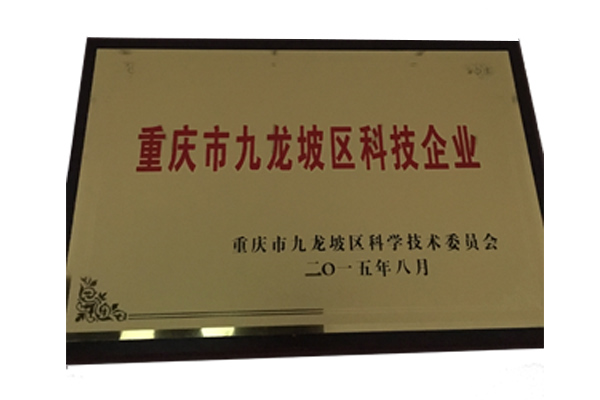 重庆市九龙坡区科技企业
重庆市九龙坡区科学技术委员会
二〇一五年八月